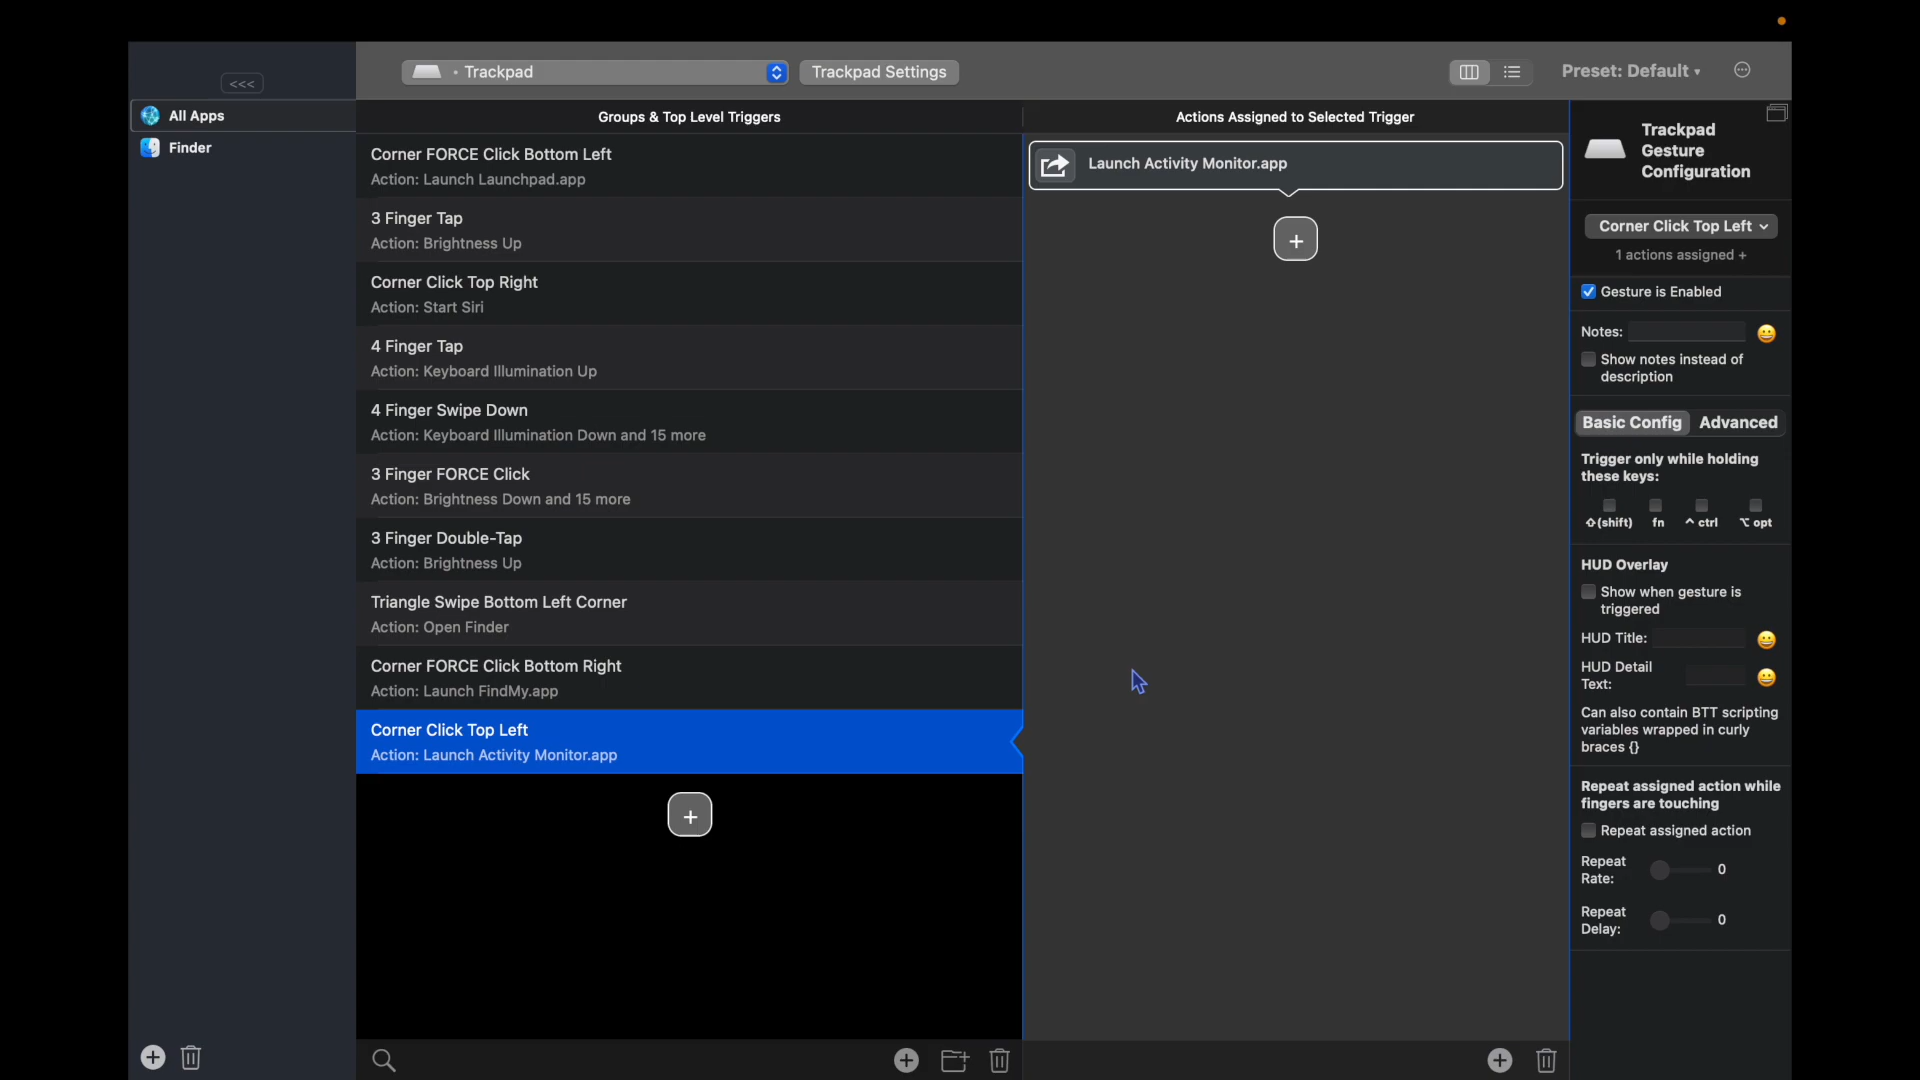 <<<
Trackpad
Trackpad Settings
Preset: Default
All Apps
Finder
Groups & Top Level Triggers
Corner FORCE Click Bottom Left
Action: Launch Launchpad.app
3 Finger Tap
Action: Brightness Up
Corner Click Top Right
Action: Start Siri
4 Finger Tap
Action: Keyboard Illumination Up
4 Finger Swipe Down
Action: Keyboard Illumination Down and 15 more
3 Finger FORCE Click
Action: Brightness Down and 15 more
3 Finger Double-Tap
Action: Brightness Up
Triangle Swipe Bottom Left Corner
Action: Open Finder
Corner FORCE Click Bottom Right
Action: Launch FindMy.app
Corner Click Top Left
Action: Launch Activity Monitor.app
+
Actions Assigned to Selected Trigger
Launch Activity Monitor.app
+
Trackpad
Gesture
Configuration
Corner Click Top Left
1 actions assigned +
Gesture is Enabled
Notes:
Show notes instead of
description
Basic Config Advanced
Trigger only while holding
these keys:
⇧(shift) fn ^ ctrl ⌥ opt
HUD Overlay
Show when gesture is
triggered
HUD Title:
HUD Detail
Text:
Can also contain BTT scripting
variables wrapped in curly
braces {}
Repeat assigned action while
fingers are touching
Repeat assigned action
Repeat
Rate:
0
Repeat
Delay:
0